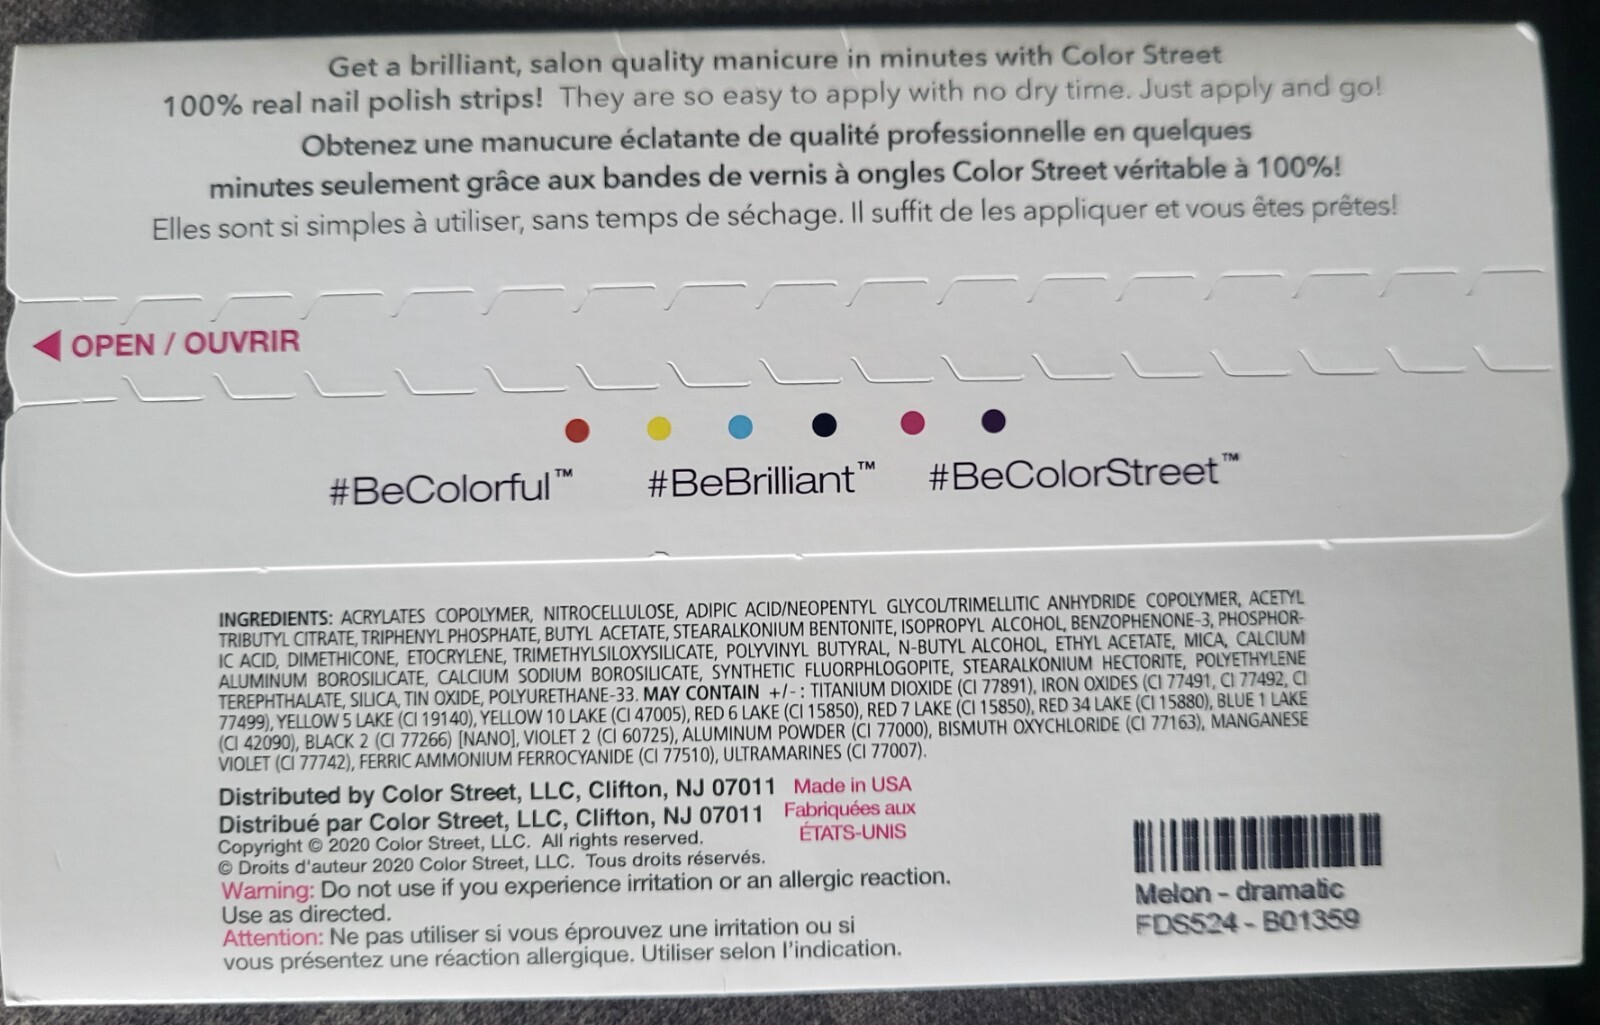 Get a brilliant, salon quality manicure in minutes with Color Street
100% real nail polish strips! They are so easy to apply with no dry time. Just apply and go!
Obtenez une manucure éclatante de qualité professionnelle en quelques
minutes seulement grâce aux bandes de vernis à ongles Color Street véritable à 100%!
Elles sont si simples à utiliser, sans temps de séchage. Il suffit de les appliquer et vous êtes prêtes!
OPEN / OUVRIR
#BeColorful™ #BeBrilliant™ #BeColorStreet™
INGREDIENTS: ACRYLATES COPOLYMER, NITROCELLULOSE, ADIPIC ACID/NEOPENTYL GLYCOL/TRIMELLITIC ANHYDRIDE COPOLYMER, ACETYL
TRIBUTYL CITRATE, TRIPHENYL PHOSPHATE, BUTYL ACETATE, STEARALKONIUM BENTONITE, ISOPROPYL ALCOHOL, BENZOPHENONE-3, PHOSPHOR-
IC ACID, DIMETHICONE, ETOCRYLENE, TRIMETHYLSILOXYSILICATE, POLYVINYL BUTYRAL, N-BUTYL ALCOHOL, ETHYL ACETATE, MICA, CALCIUM
ALUMINUM BOROSILICATE, CALCIUM SODIUM BOROSILICATE, SYNTHETIC FLUORPHLOGOPITE, STEARALKONIUM HECTORITE, POLYETHYLENE
TEREPHTHALATE, SILICA, TIN OXIDE, POLYURETHANE-33. MAY CONTAIN +/- : TITANIUM DIOXIDE (CI 77891), IRON OXIDES (CI 77491, CI 77492, CI
77499), YELLOW 5 LAKE (CI 19140), YELLOW 10 LAKE (CI 47005), RED 6 LAKE (CI 15850), RED 7 LAKE (CI 15850), RED 34 LAKE (CI 15880), BLUE 1 LAKE
(CI 42090), BLACK 2 (CI 77266) [NANO], VIOLET 2 (CI 60725), ALUMINUM POWDER (CI 77000), BISMUTH OXYCHLORIDE (CI 77163), MANGANESE
VIOLET (CI 77742), FERRIC AMMONIUM FERROCYANIDE (CI 77510), ULTRAMARINES (CI 77007).
Distributed by Color Street, LLC, Clifton, NJ 07011
Distribué par Color Street, LLC, Clifton, NJ 07011
Made in USA
Fabriquées aux
ÉTATS-UNIS
Copyright © 2020 Color Street, LLC. All rights reserved.
© Droits d'auteur 2020 Color Street, LLC. Tous droits réservés.
Warning: Do not use if you experience irritation or an allergic reaction.
Use as directed.
Attention: Ne pas utiliser si vous éprouvez une irritation ou si
vous présentez une réaction allergique. Utiliser selon l'indication.
Melon - dramatic
FDS524 - B01359